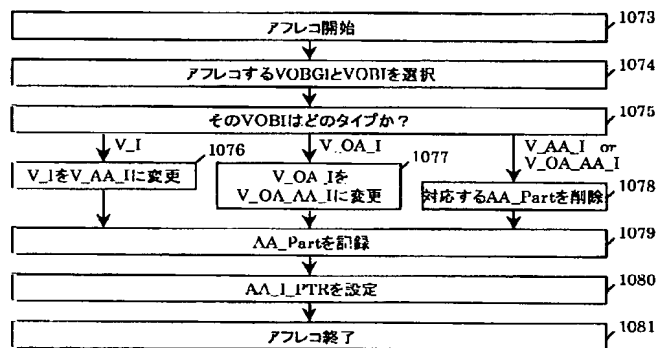 アフレコ開始
1073
アフレコするVOBGIとVOBIを選択
1074
そのVOBIはどのタイプか？
1075
V_I
V_OA_I
V_AA_I or
V_OA_AA_I
1076
1077
1078
V_IをV_AA_Iに変更
V_OA_Iを
V_OA_AA_Iに変更
対応するAA_Partを削除
AA_Partを記録
1079
AA_I_PTRを設定
1080
アフレコ終了
1081